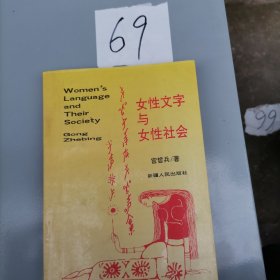 69
99
Women's
Language
and
Their
Society
Gong
Zhebing
女性文字
与
女性社会
宫哲兵/著
新疆人民出版社